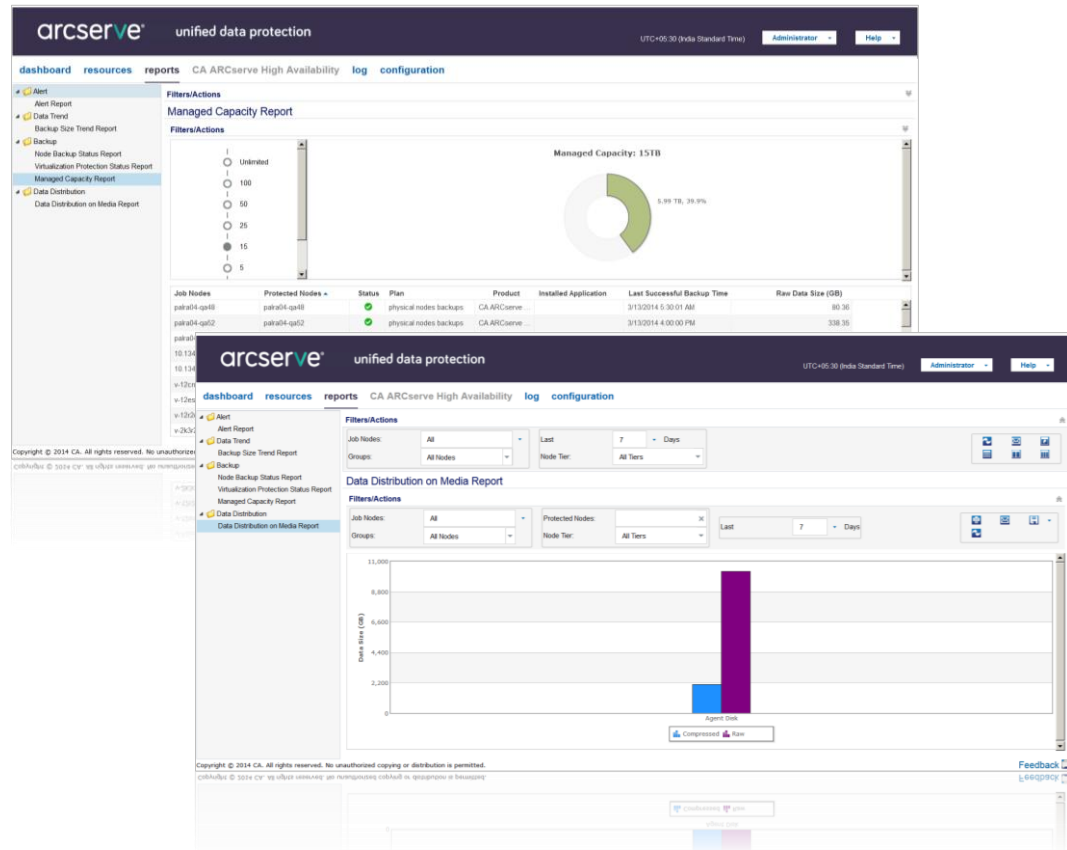 arcserve® unified data protection
UTC+05:30 (India Standard Time) Administrator Help
dashboard resources reports CA ARCserve High Availability log configuration
Alert
Alert Report
Data Trend
Backup Size Trend Report
Backup
Node Backup Status Report
Virtualization Protection Status Report
Managed Capacity Report
Data Distribution
Data Distribution on Media Report
Filters/Actions
Managed Capacity Report
Filters/Actions
Unlimited
100
50
25
15
5
Managed Capacity: 15TB
5.99 TB, 39.9%
Job Nodes Protected Nodes Status Plan Product Installed Application Last Successful Backup Time Raw Data Size (GB)
palra04-qa48 palra04-qa48 physical nodes backups CA ARCserve ... 3/13/2014 5:30:01 AM 80.36
palra04-qa52 palra04-qa52 physical nodes backups CA ARCserve ... 3/13/2014 4:00:00 PM 338.35
palra0
10.134
10.134
v-12cn
v-12es
v-12r2
v-2k3r2
Copyright © 2014 CA. All rights reserved. No unauthorized
arcserve® unified data protection
UTC+05:30 (India Standard Time) Administrator Help
dashboard resources reports CA ARCserve High Availability log configuration
Alert
Alert Report
Data Trend
Backup Size Trend Report
Backup
Node Backup Status Report
Virtualization Protection Status Report
Managed Capacity Report
Data Distribution
Data Distribution on Media Report
Filters/Actions
Job Nodes: All Last 7 Days
Groups: All Nodes Node Tier: All Tiers
Data Distribution on Media Report
Filters/Actions
Job Nodes: All Protected Nodes: Last 7 Days
Groups: All Nodes Node Tier: All Tiers
Data Size (GB)
11,000
8,800
6,600
4,400
2,200
0
Agent Disk
Compressed Raw
Copyright © 2014 CA. All rights reserved. No unauthorized copying or distribution is permitted.
Feedback